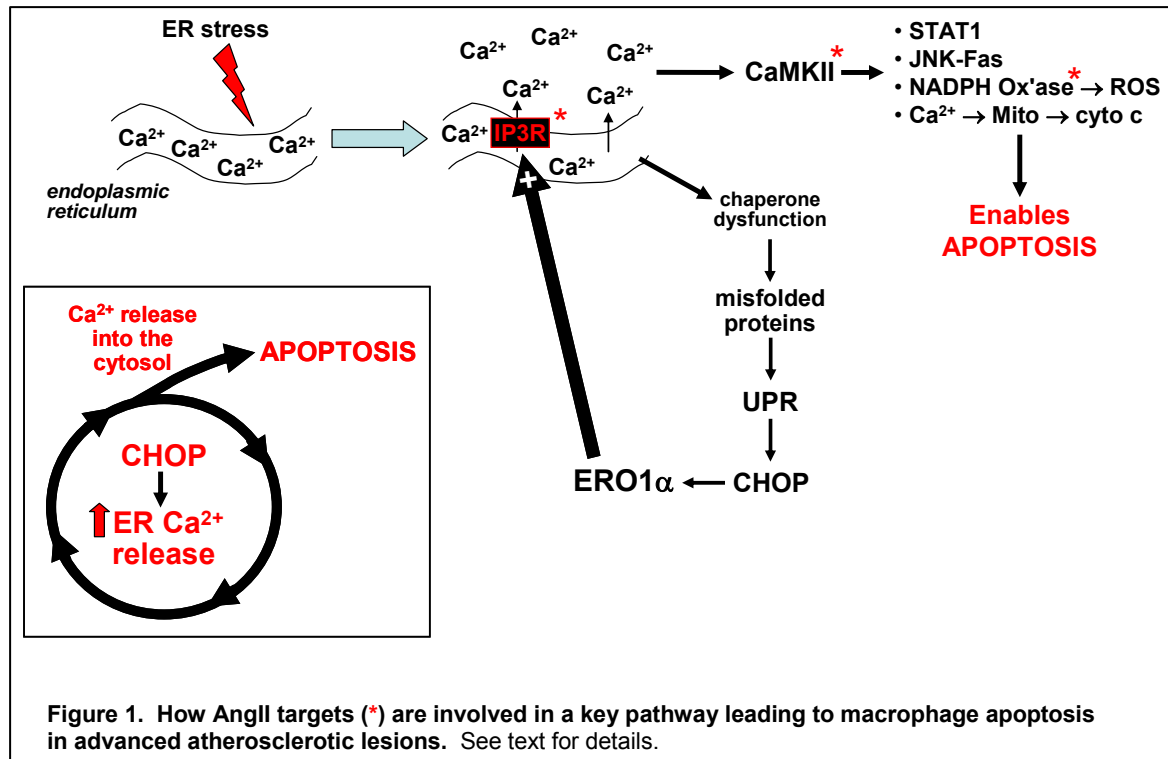 ER stress
Ca²⁺ Ca²⁺ Ca²⁺ Ca²⁺
endoplasmic
reticulum
Ca²⁺ Ca²⁺ Ca²⁺
Ca²⁺ Ca²⁺
Ca²⁺ IP3R *
Ca²⁺
+
CaMKII *
• STAT1
• JNK-Fas
• NADPH Ox'ase * → ROS
• Ca²⁺ → Mito → cyto c
Enables
APOPTOSIS
chaperone
dysfunction
misfolded
proteins
UPR
CHOP
ERO1α
Ca²⁺ release
into the
cytosol
APOPTOSIS
CHOP
ER Ca²⁺
release
Figure 1. How AngII targets (*) are involved in a key pathway leading to macrophage apoptosis
in advanced atherosclerotic lesions. See text for details.